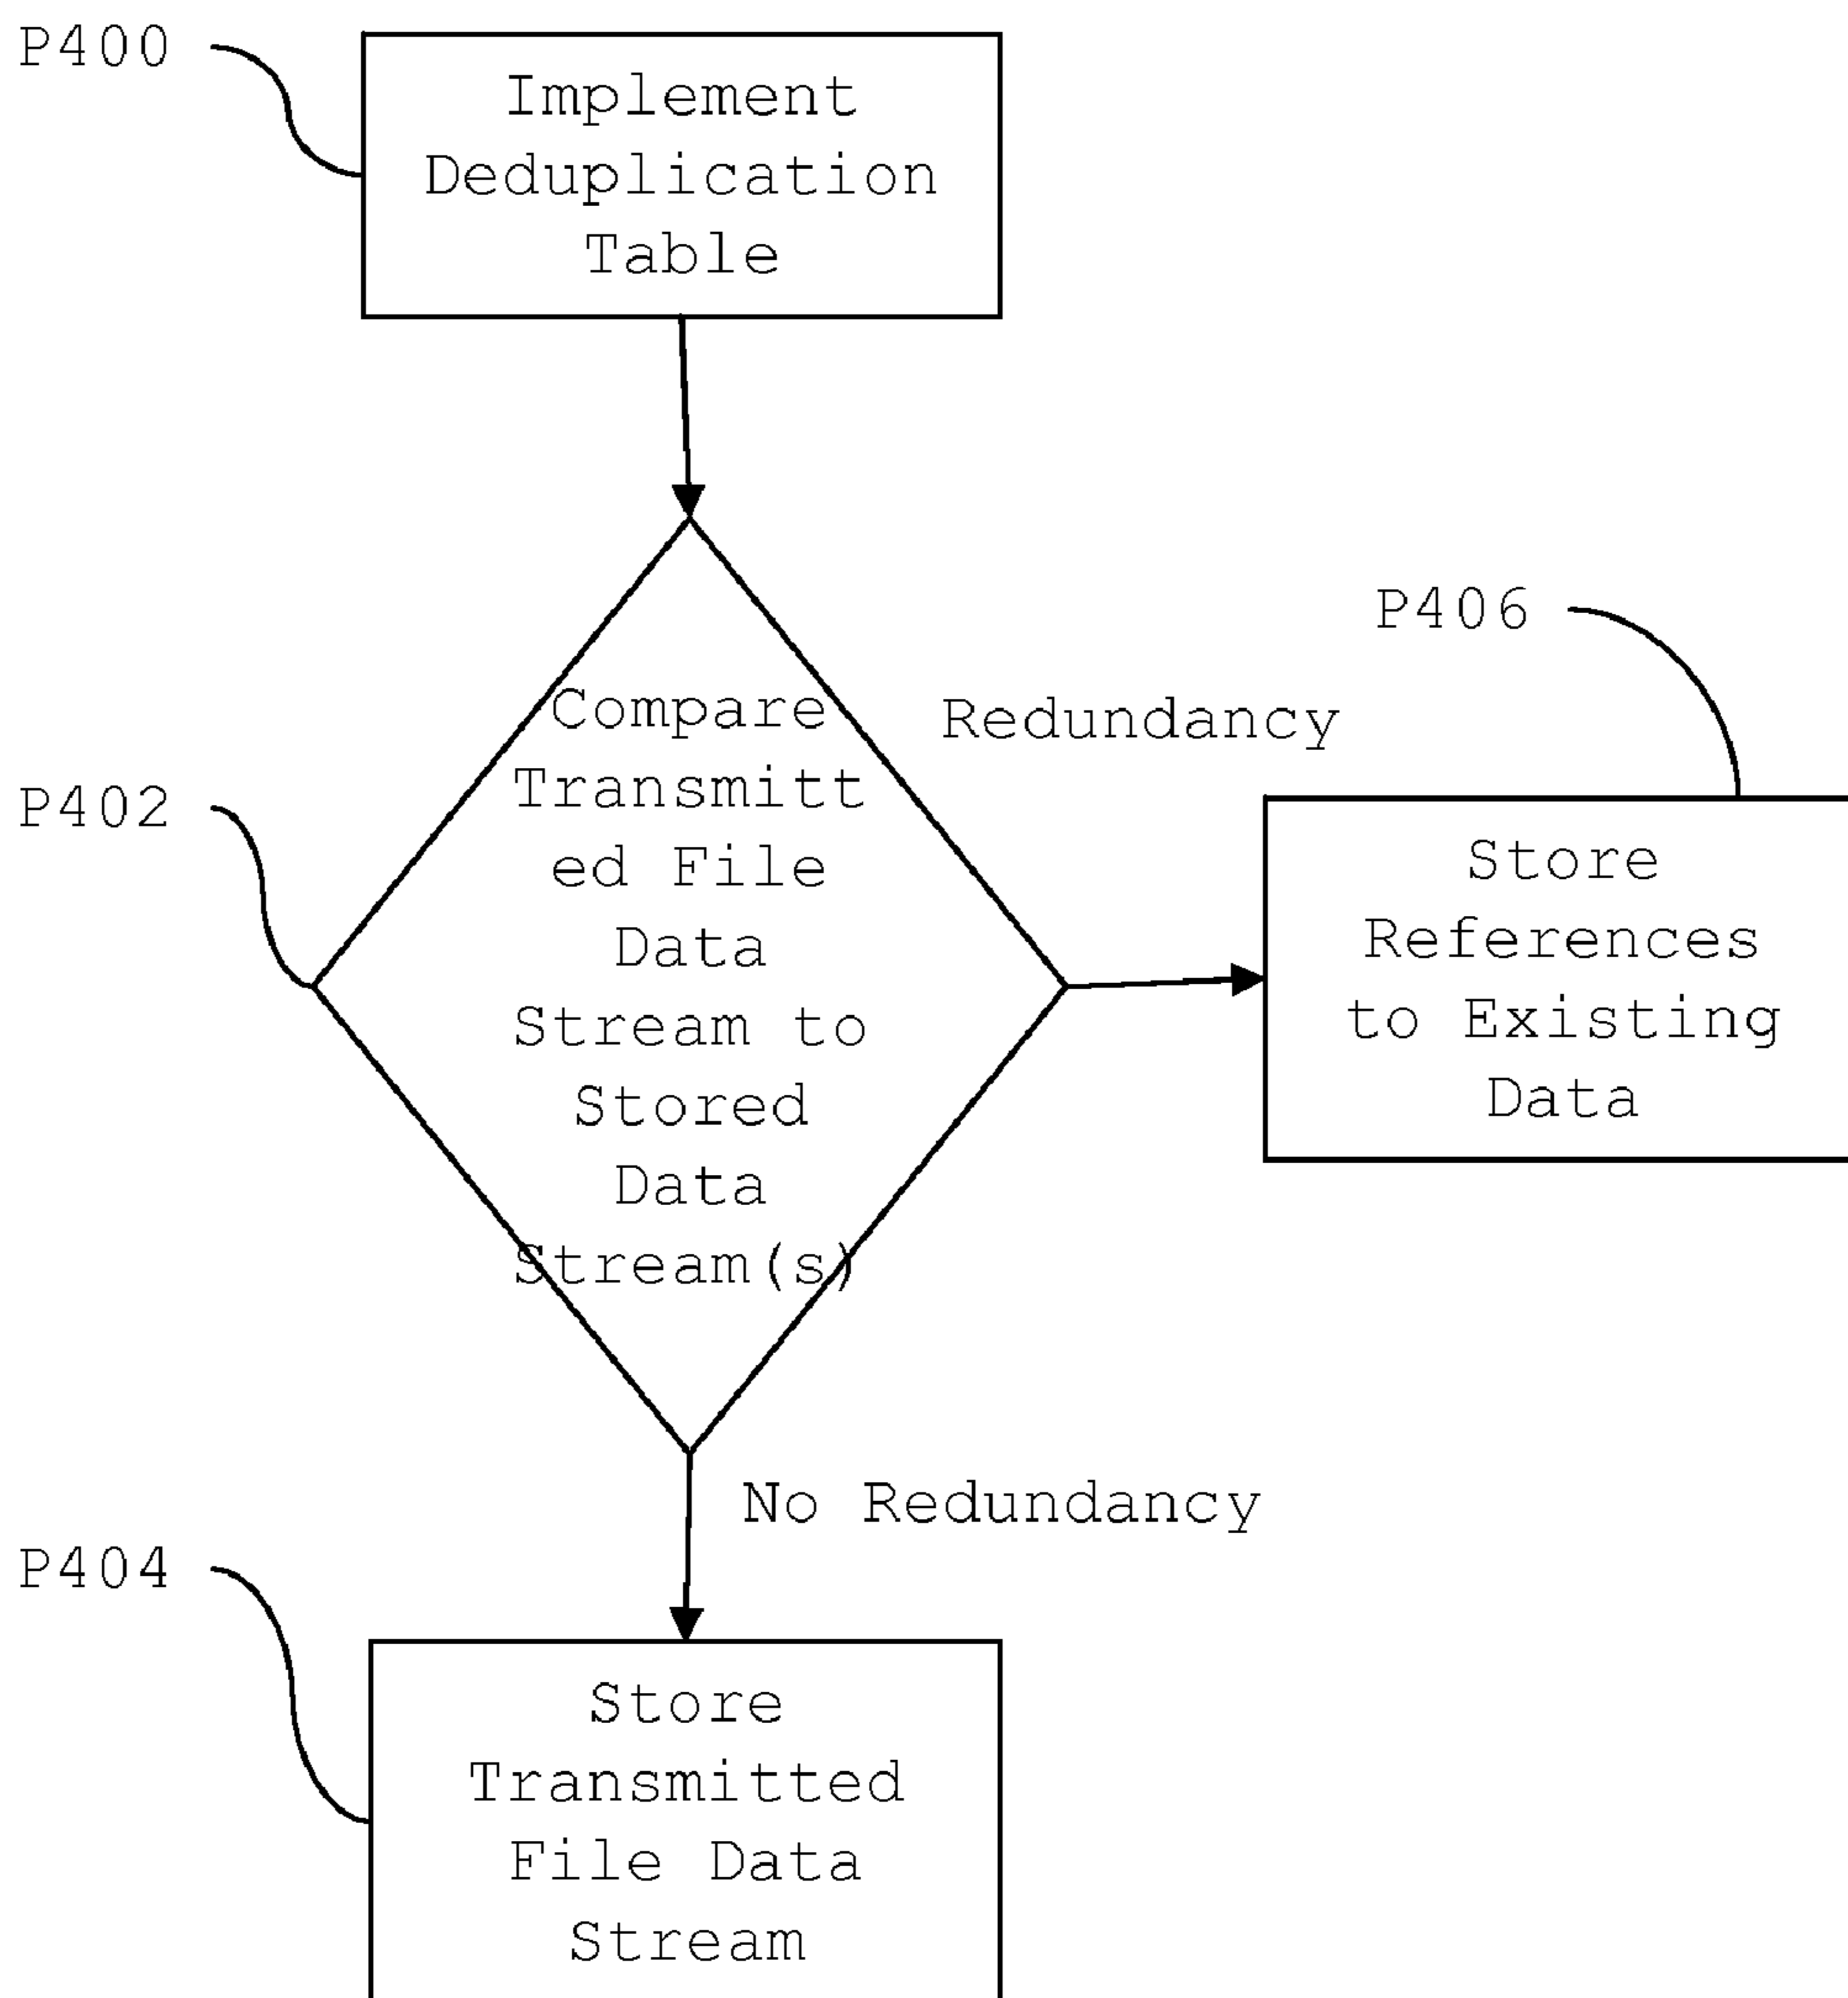 P400
Implement
Deduplication
Table
P402
Compare
Transmitt
ed File
Data
Stream to
Stored
Data
Stream(s)
Redundancy
P406
Store
References
to Existing
Data
No Redundancy
P404
Store
Transmitted
File Data
Stream